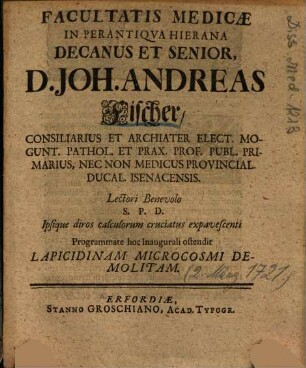 FACULTATIS MEDICÆ
IN PERANTIQVA HIERANA
DECANUS ET SENIOR,
D. JOH. ANDREAS
Fischer/
CONSILIARIUS ET ARCHIATER ELECT. MO-
GUNT. PATHOL. ET PRAX. PROF. PUBL. PRI-
MARIUS, NEC NON MEDICUS PROVINCIAL.
DUCAL. ISENACENSIS.
Lectori Benevolo
S. P. D.
Ipsique diros calculorum cruciatus expavescenti
Programmate hoc Inaugurali ostendit
LAPICIDINAM MICROCOSMI DE-
MOLITAM.
1721,
ERFORDIÆ,
STANNO GROSCHIANO, ACAD. TYPOGR.
Diss. Med.